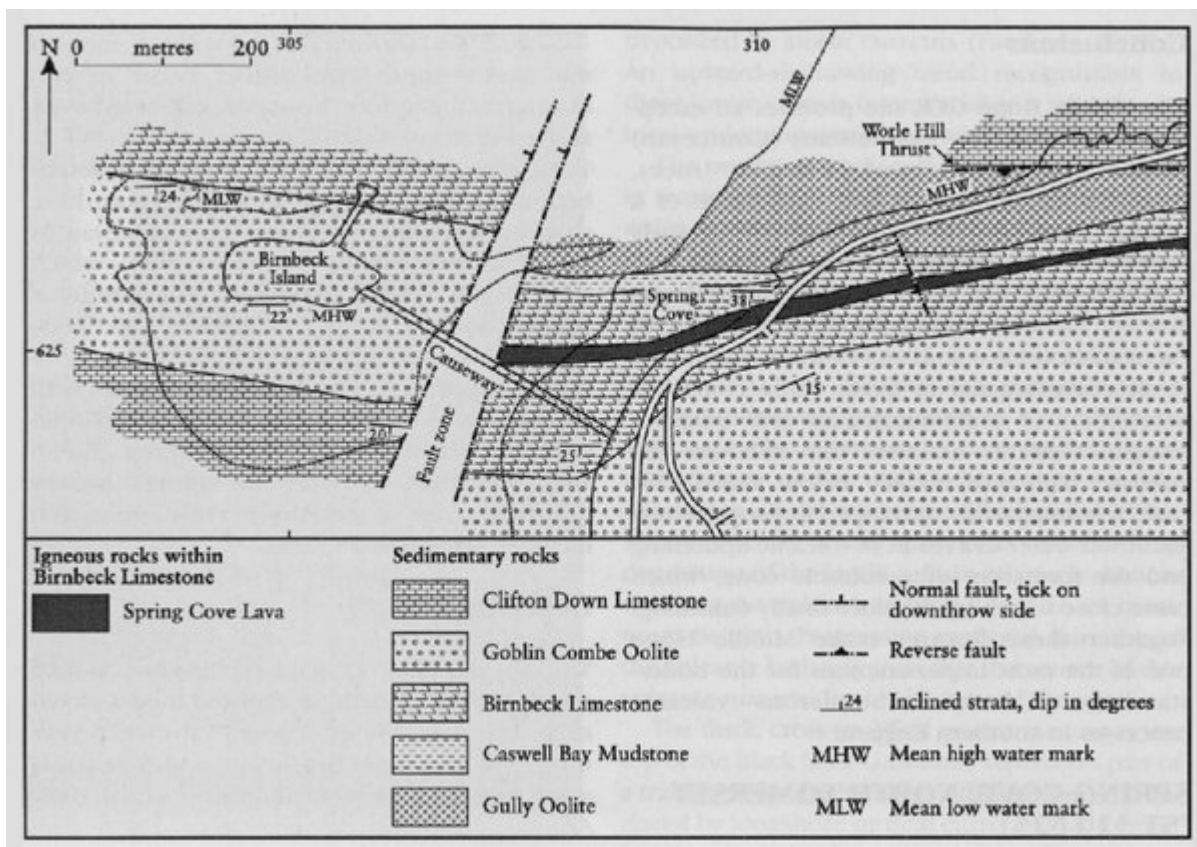 N 0 metres 200 305 310
MLW
Worle Hill
Thrust
MHW
24 MLW
Birnbeck
Island
22 MHW
Spring
Cove
38
625
Causeway
15
25
Fault zone
Igneous rocks within
Birnbeck Limestone
Spring Cove Lava
Sedimentary rocks
Clifton Down Limestone
Goblin Combe Oolite
Birnbeck Limestone
Caswell Bay Mudstone
Gully Oolite
Normal fault, tick on
downthrow side
Reverse fault
24 Inclined strata, dip in degrees
MHW Mean high water mark
MLW Mean low water mark